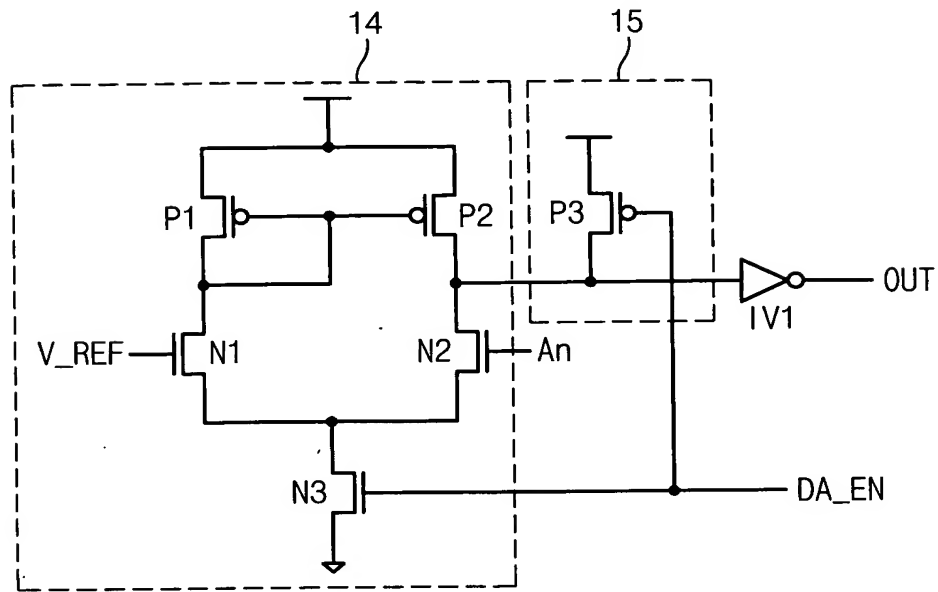 14
15
P1
P2
P3
OUT
IV1
V_REF
N1
N2
An
N3
DA_EN